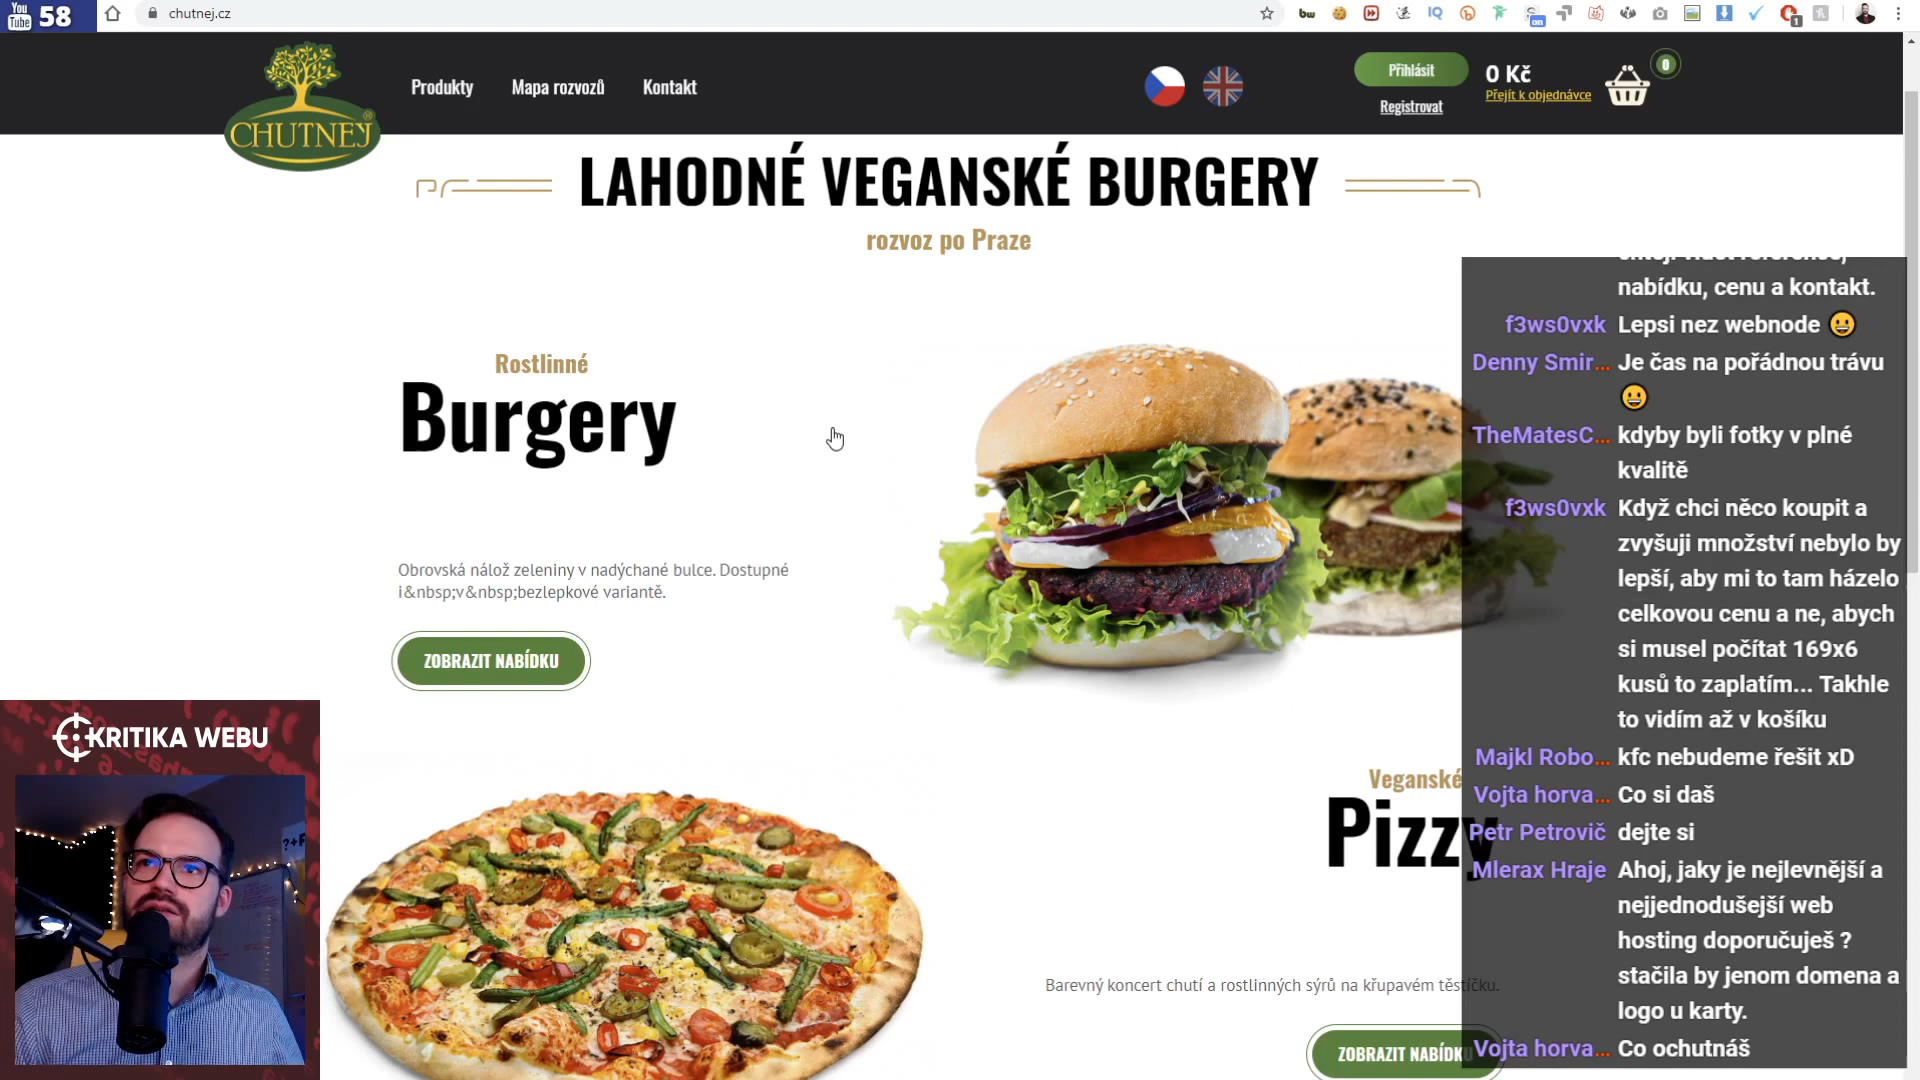 You
Tube 58
chutnej.cz
CHUTNEJ®
Produkty
Mapa rozvozů
Kontakt
Přihlásit
Registrovat
0 Kč
Přejít k objednávce
0
LAHODNÉ VEGANSKÉ BURGERY
rozvoz po Praze
Rostlinné
Burgery
Obrovská nálož zeleniny v nadýchané bulce. Dostupné
i&nbsp;v&nbsp;bezlepkové variantě.
ZOBRAZIT NABÍDKU
Veganské
Pizzy
Barevný koncert chutí a rostlinných sýrů na křupavém těstíčku.
ZOBRAZIT NABÍDKU
KRITIKA WEBU
nabídku, cenu a kontakt.
f3ws0vxk Lepsi nez webnode 😀
Denny Smir... Je čas na pořádnou trávu
😀
TheMatesC... kdyby byli fotky v plné
kvalitě
f3ws0vxk Když chci něco koupit a
zvyšuji množství nebylo by
lepší, aby mi to tam házelo
celkovou cenu a ne, abych
si musel počítat 169x6
kusů to zaplatím... Takhle
to vidím až v košíku
Majkl Robo... kfc nebudeme řešit xD
Vojta horva... Co si daš
Petr Petrovič dejte si
Mlerax Hraje Ahoj, jaky je nejlevnější a
nejjednodušejší web
hosting doporučuješ ?
stačila by jenom domena a
logo u karty.
Vojta horva... Co ochutnáš